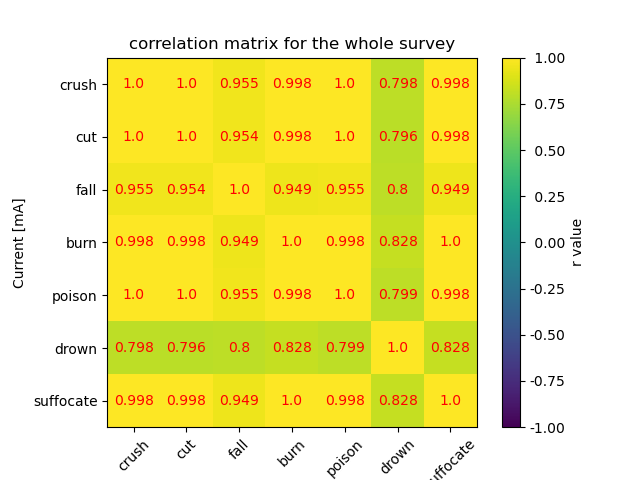 correlation matrix for the whole survey
crush 1.0 1.0 0.955 0.998 1.0 0.798 0.998
cut 1.0 1.0 0.954 0.998 1.0 0.796 0.998
fall 0.955 0.954 1.0 0.949 0.955 0.8 0.949
burn 0.998 0.998 0.949 1.0 0.998 0.828 1.0
poison 1.0 1.0 0.955 0.998 1.0 0.799 0.998
drown 0.798 0.796 0.8 0.828 0.799 1.0 0.828
suffocate 0.998 0.998 0.949 1.0 0.998 0.828 1.0
crush cut fall burn poison drown uffocate
Current [mA]
1.00
0.75
0.50
0.25
0.00
-0.25
-0.50
-0.75
-1.00
r value